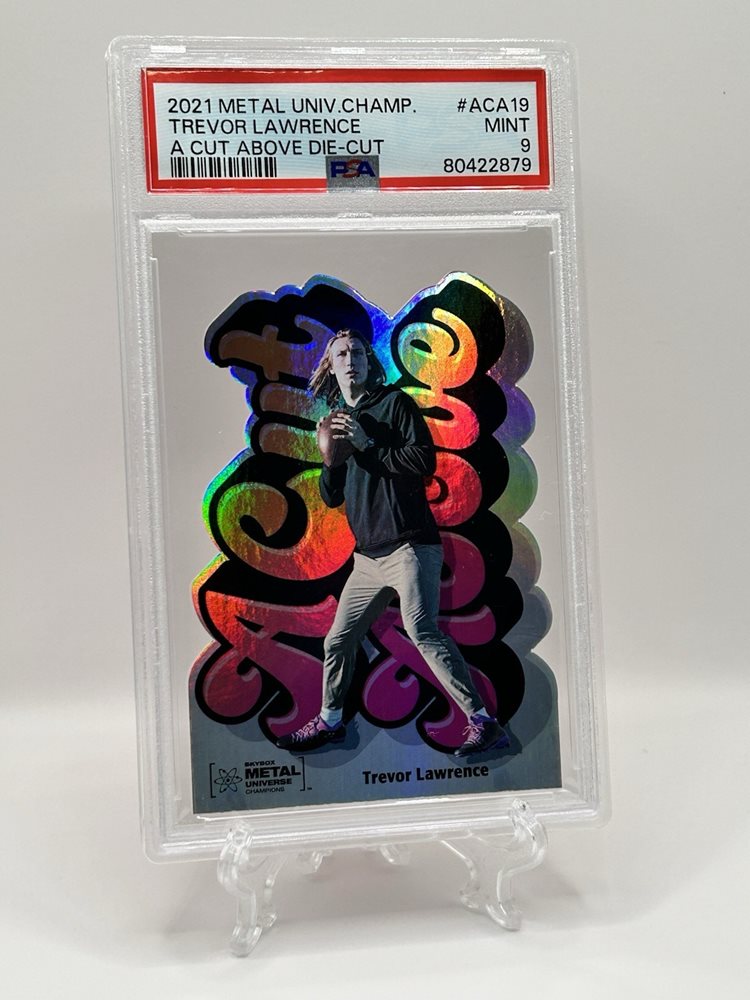 2021 METAL UNIV.CHAMP. #ACA19
TREVOR LAWRENCE MINT
A CUT ABOVE DIE-CUT 9
PSA 80422879
A Cut
Above
SKYBOX
METAL
UNIVERSE
CHAMPIONS
Trevor Lawrence